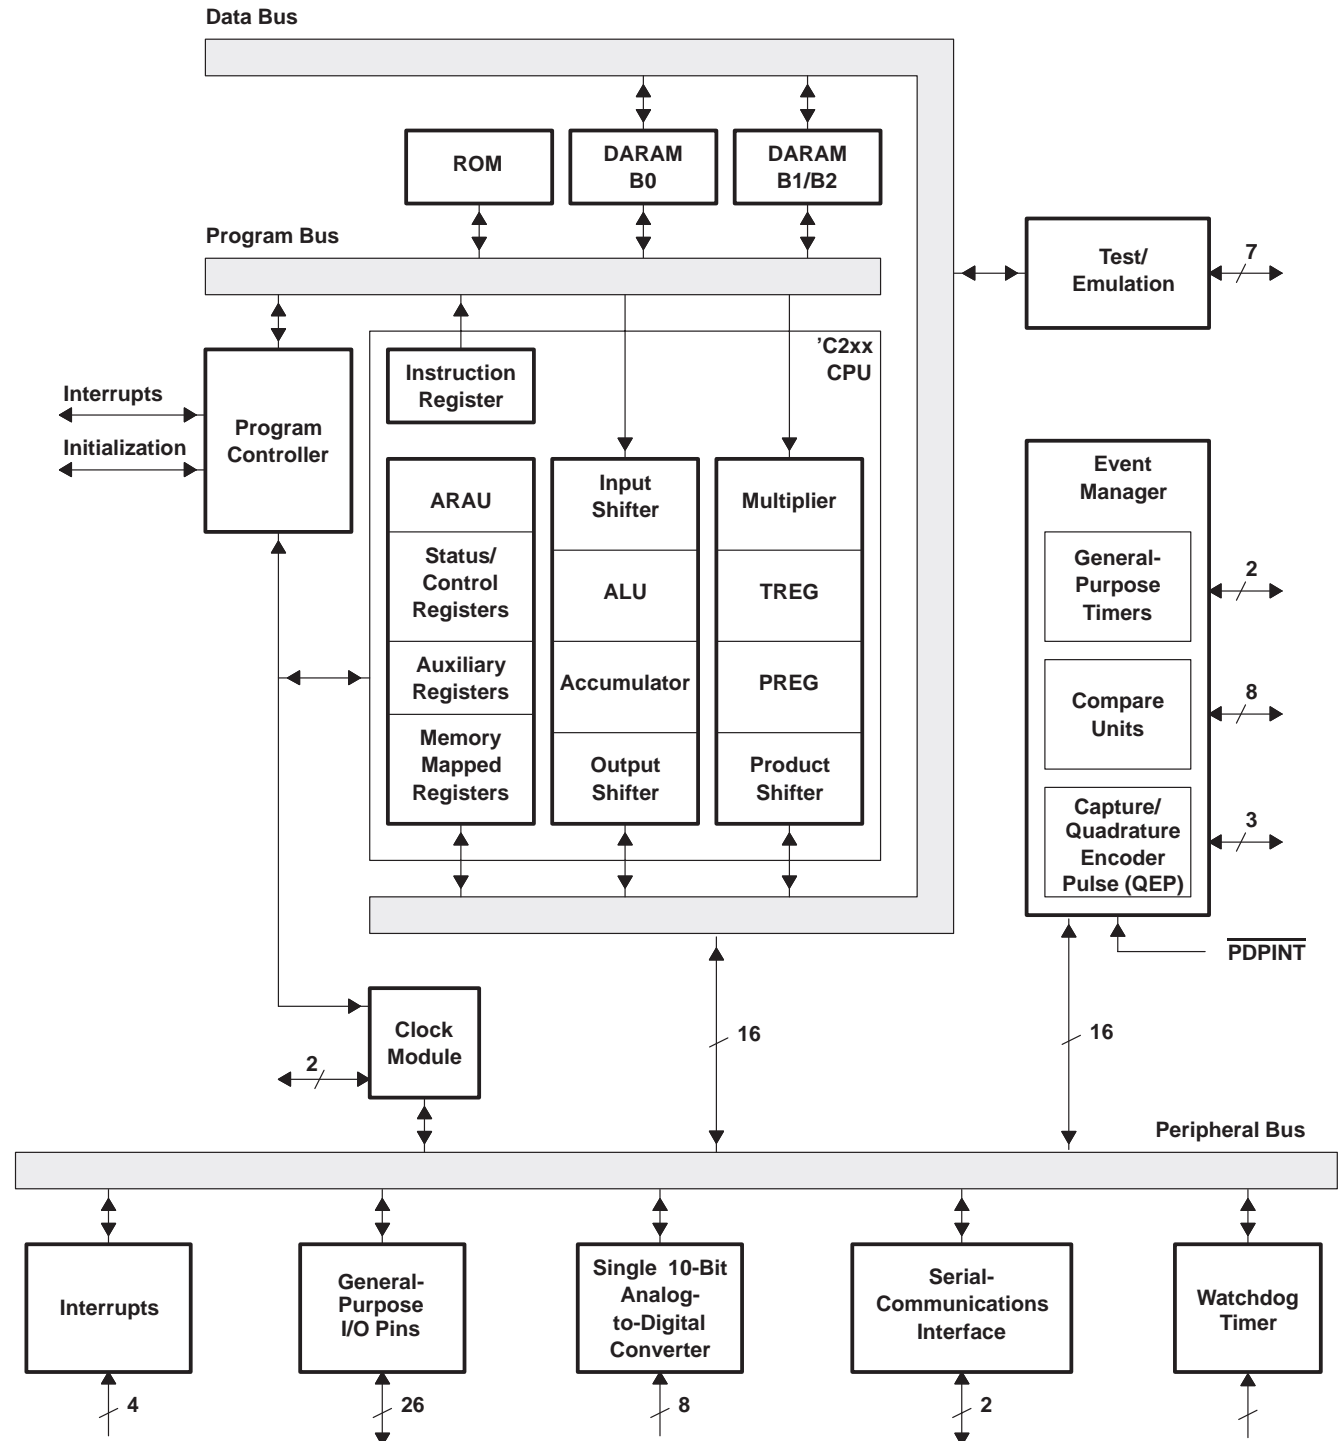 Data Bus
ROM
DARAM
B0
DARAM
B1/B2
Program Bus
Test/
Emulation
7
'C2xx
CPU
Instruction
Register
Interrupts
Initialization
Program
Controller
ARAU
Status/
Control
Registers
Auxiliary
Registers
Memory
Mapped
Registers
Input
Shifter
ALU
Accumulator
Output
Shifter
Multiplier
TREG
PREG
Product
Shifter
Event
Manager
General-
Purpose
Timers
2
Compare
Units
8
Capture/
Quadrature
Encoder
Pulse (QEP)
3
PDPINT
Clock
Module
2
16
16
Peripheral Bus
Interrupts
4
General-
Purpose
I/O Pins
26
Single 10-Bit
Analog-
to-Digital
Converter
8
Serial-
Communications
Interface
2
Watchdog
Timer